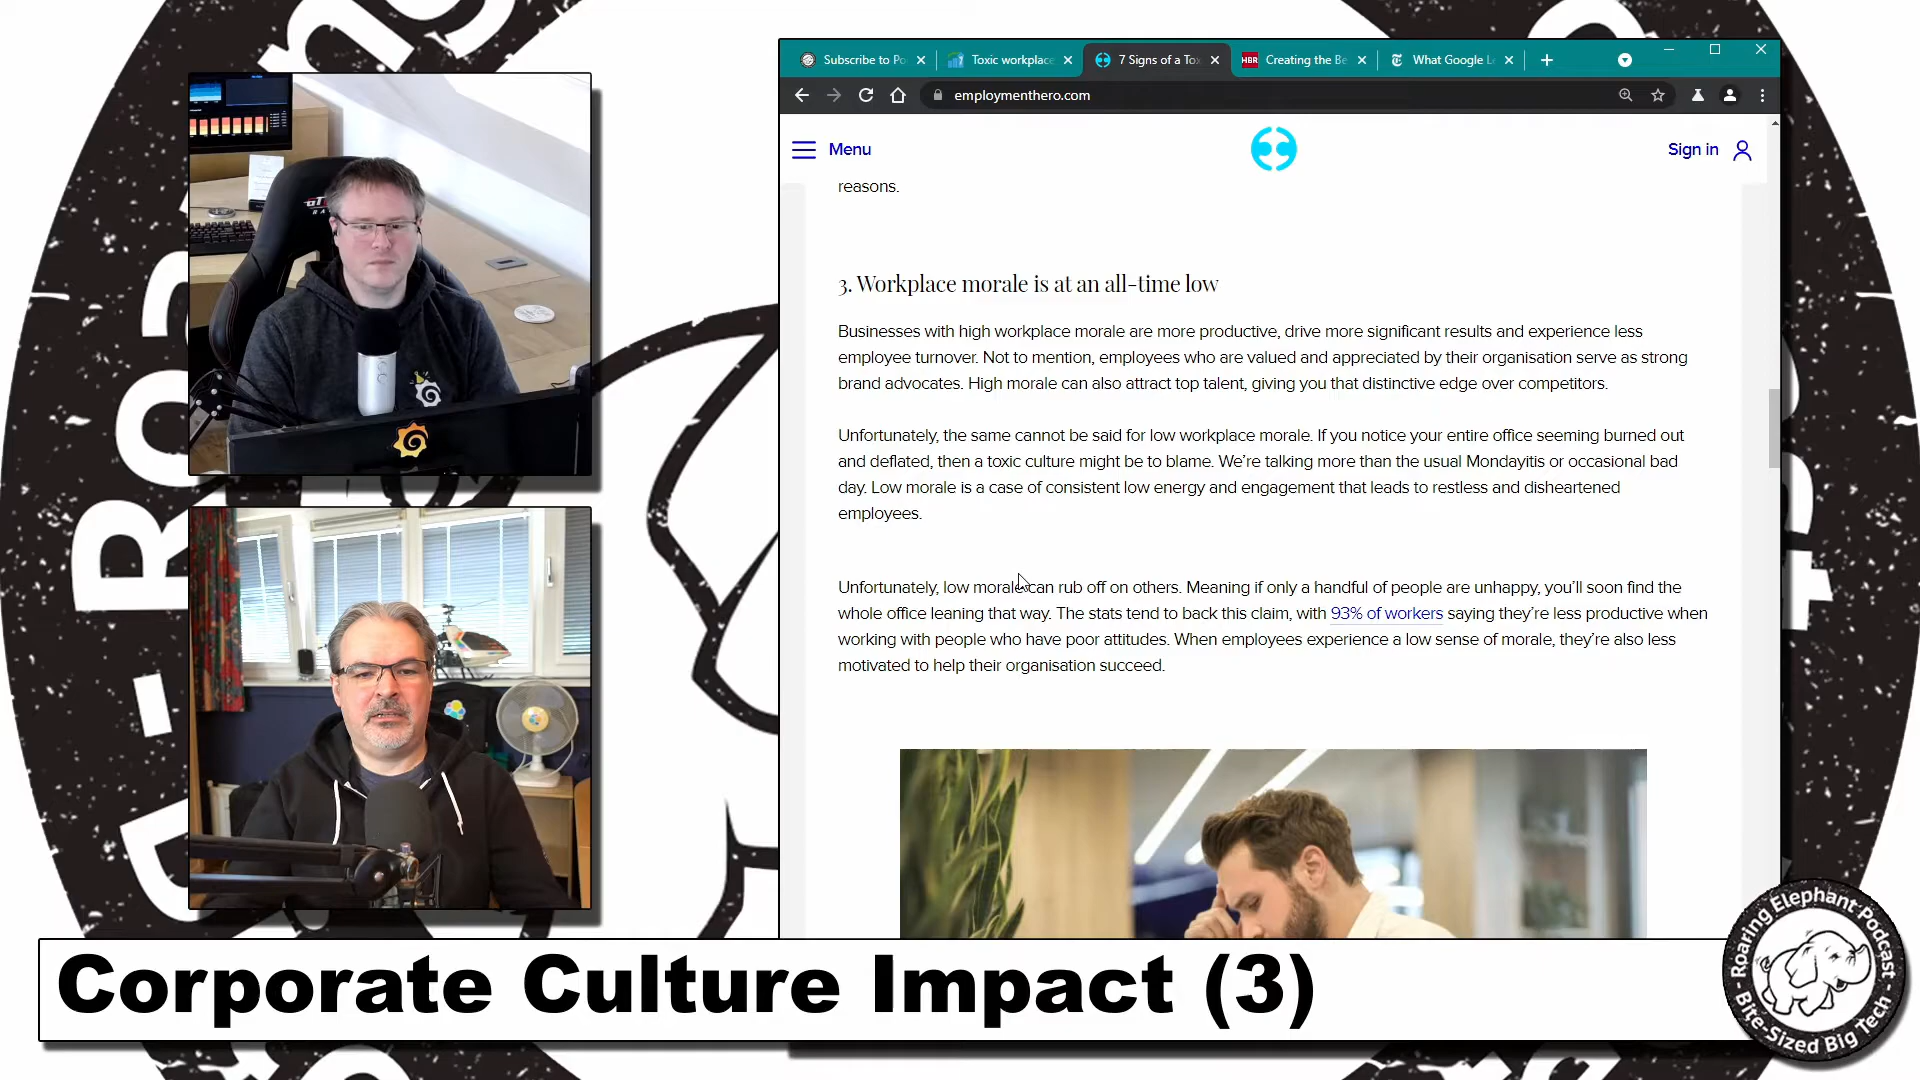 Subscribe to Po
Toxic workplace
7 Signs of a Tox
HBR
Creating the Be
What Google Le
employmenthero.com
Menu
Sign in
reasons.
3. Workplace morale is at an all-time low
Businesses with high workplace morale are more productive, drive more significant results and experience less
employee turnover. Not to mention, employees who are valued and appreciated by their organisation serve as strong
brand advocates. High morale can also attract top talent, giving you that distinctive edge over competitors.
Unfortunately, the same cannot be said for low workplace morale. If you notice your entire office seeming burned out
and deflated, then a toxic culture might be to blame. We’re talking more than the usual Mondayitis or occasional bad
day. Low morale is a case of consistent low energy and engagement that leads to restless and disheartened
employees.
Unfortunately, low morale can rub off on others. Meaning if only a handful of people are unhappy, you’ll soon find the
whole office leaning that way. The stats tend to back this claim, with 93% of workers saying they’re less productive when
working with people who have poor attitudes. When employees experience a low sense of morale, they’re also less
motivated to help their organisation succeed.
Corporate Culture Impact (3)
- Roaring Elephant Podcast -
Bite-Sized Big Tech